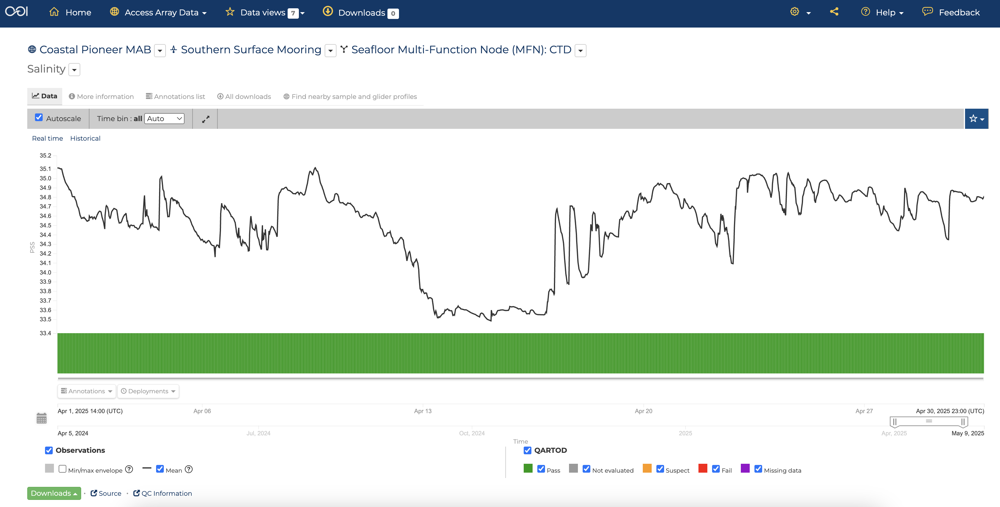 OOI Home Access Array Data Data views 7 Downloads 0 Help Feedback
Coastal Pioneer MAB Southern Surface Mooring Seafloor Multi-Function Node (MFN): CTD
Salinity
Data More information Annotations list All downloads Find nearby sample and glider profiles
Autoscale Time bin : all Auto
Real time Historical
35.2
35.1
35.0
34.9
34.8
34.7
34.6
34.5
34.4
34.3
34.2
34.1
34.0
33.9
33.8
33.7
33.6
33.5
33.4
PSS
Annotations Deployments
Apr 1, 2025 14:00 (UTC) Apr 06 Apr 13 Apr 20 Apr 27 Apr 30, 2025 23:00 (UTC)
Apr 5, 2024 Jul, 2024 Oct, 2024 2025 Apr, 2025 May 9, 2025
Time
Observations QARTOD
Min/max envelope ? Mean ? Pass Not evaluated Suspect Fail Missing data
Downloads · Source · QC Information